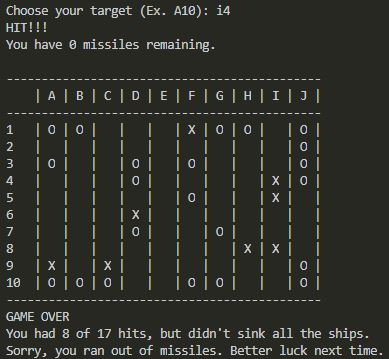 Choose your target (Ex. A10): i4
HIT!!!
You have 0 missiles remaining.
---------------------------------------------
    | A | B | C | D | E | F | G | H | I | J |
---------------------------------------------
1   | O | O |   |   |   | X | O | O |   | O |
2   |   |   |   |   |   |   |   |   |   | O |
3   | O |   |   | O |   | O |   |   |   | O |
4   |   |   |   | O |   |   |   |   | X | O |
5   |   |   |   |   |   | O |   |   | X |   |
6   |   |   |   | X |   |   |   |   |   |   |
7   |   |   |   | O |   |   | O |   |   |   |
8   |   |   |   |   |   |   |   | X | X |   |
9   | X |   | X |   |   |   |   |   |   | O |
10  | O | O | O | O |   | O | O |   |   | O |
---------------------------------------------
GAME OVER
You had 8 of 17 hits, but didn't sink all the ships.
Sorry, you ran out of missiles. Better luck next time.